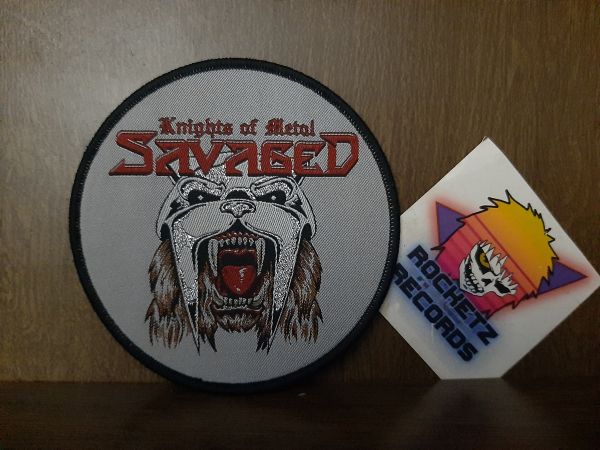 Knights of Metal
SAVAGED
ROCKETZ
RECORDS